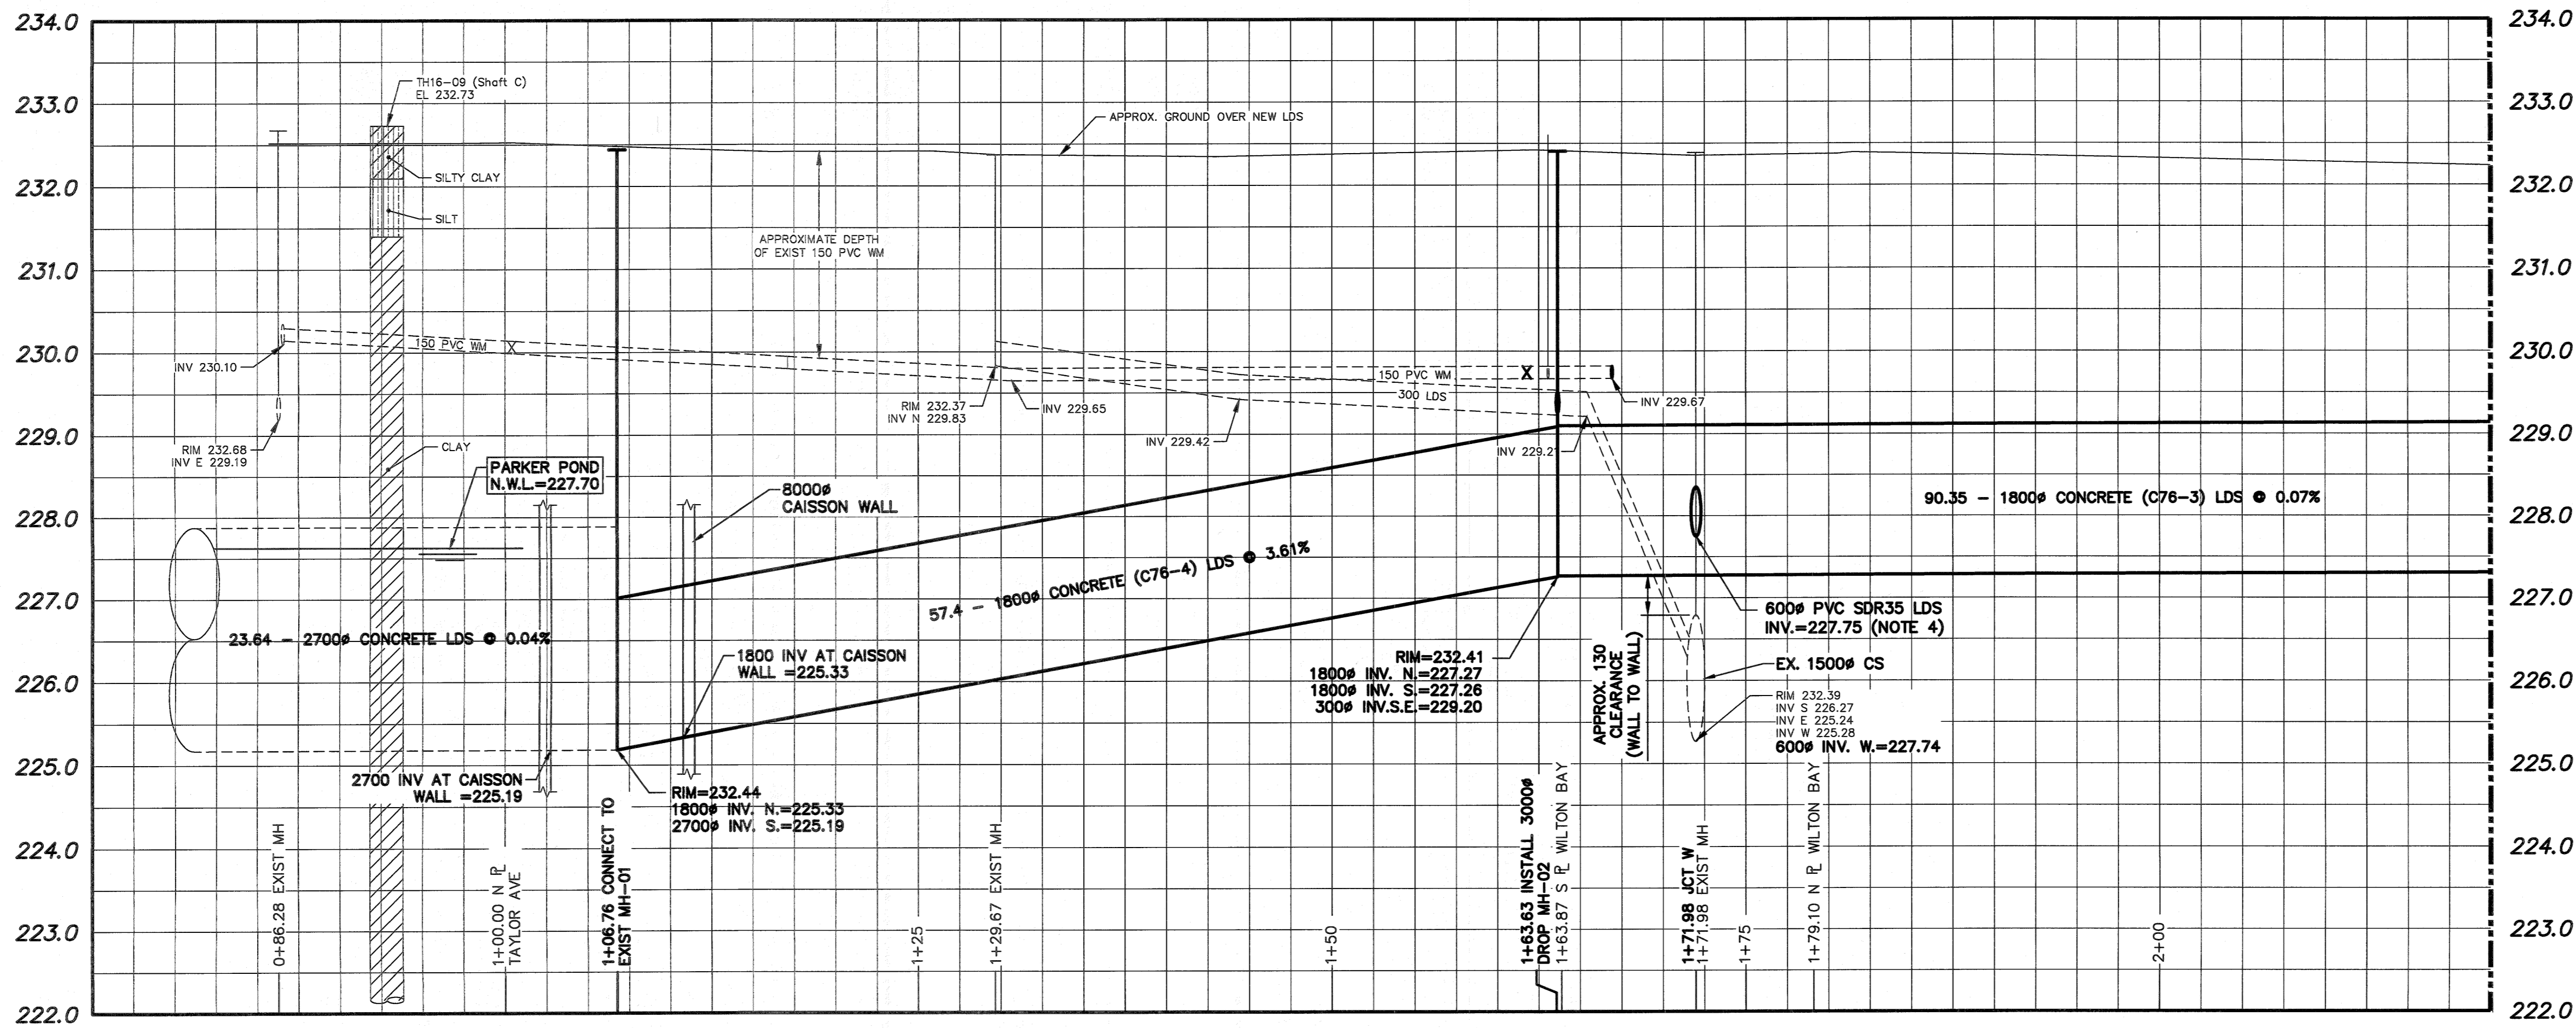 234.0
233.0
232.0
231.0
230.0
229.0
228.0
227.0
226.0
225.0
224.0
223.0
222.0
234.0
233.0
232.0
231.0
230.0
229.0
228.0
227.0
226.0
225.0
224.0
223.0
222.0
TH16-09 (Shaft C)
EL 232.73
SILTY CLAY
SILT
APPROX. GROUND OVER NEW LDS
APPROXIMATE DEPTH
OF EXIST 150 PVC WM
INV 230.10
150 PVC WM
X
RIM 232.68
INV E 229.19
CLAY
PARKER POND
N.W.L.=227.70
RIM 232.37
INV N 229.83
INV 229.65
INV 229.42
150 PVC WM
300 LDS
X
INV 229.67
INV 229.21
8000ø
CAISSON WALL
57.4 - 1800ø CONCRETE (C76-4) LDS @ 3.61%
90.35 - 1800ø CONCRETE (C76-3) LDS @ 0.07%
23.64 - 2700ø CONCRETE LDS @ 0.04%
1800 INV AT CAISSON
WALL =225.33
2700 INV AT CAISSON
WALL =225.19
RIM=232.44
1800ø INV. N.=225.33
2700ø INV. S.=225.19
RIM=232.41
1800ø INV. N.=227.27
1800ø INV. S.=227.26
300ø INV.S.E.=229.20
APPROX. 130
CLEARANCE
(WALL TO WALL)
600ø PVC SDR35 LDS
INV.=227.75 (NOTE 4)
EX. 1500ø CS
RIM 232.39
INV S 226.27
INV E 225.24
INV W 225.28
600ø INV. W.=227.74
0+86.28 EXIST MH
1+00.00 N PL
TAYLOR AVE
1+06.76 CONNECT TO
EXIST MH-01
1+25
1+29.67 EXIST MH
1+50
1+63.63 INSTALL 3000ø
DROP MH-02
1+63.87 S PL WILTON BAY
1+71.98 JCT W
1+71.98 EXIST MH
1+75
1+79.10 N PL WILTON BAY
2+00